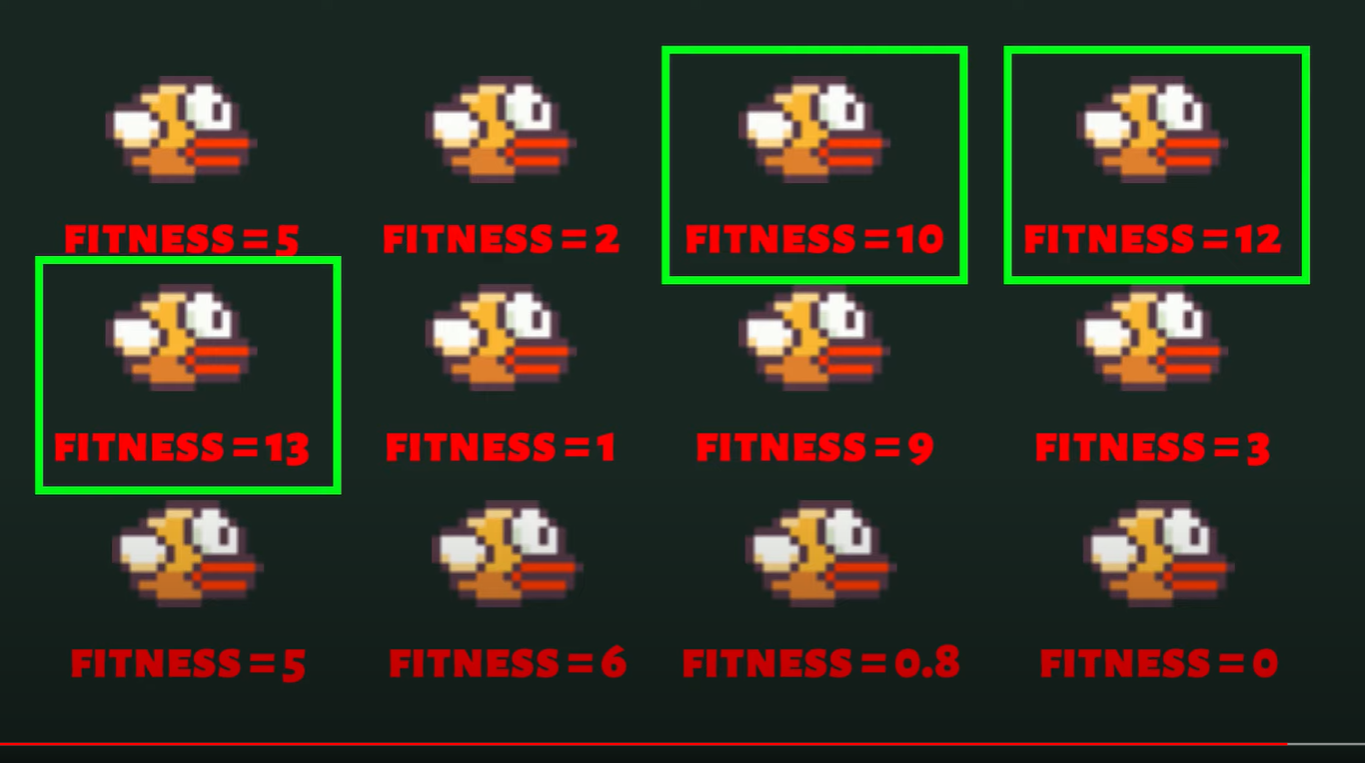 FITNESS = 5
FITNESS = 2
FITNESS = 10
FITNESS = 12
FITNESS = 13
FITNESS = 1
FITNESS = 9
FITNESS = 3
FITNESS = 5
FITNESS = 6
FITNESS = 0.8
FITNESS = 0